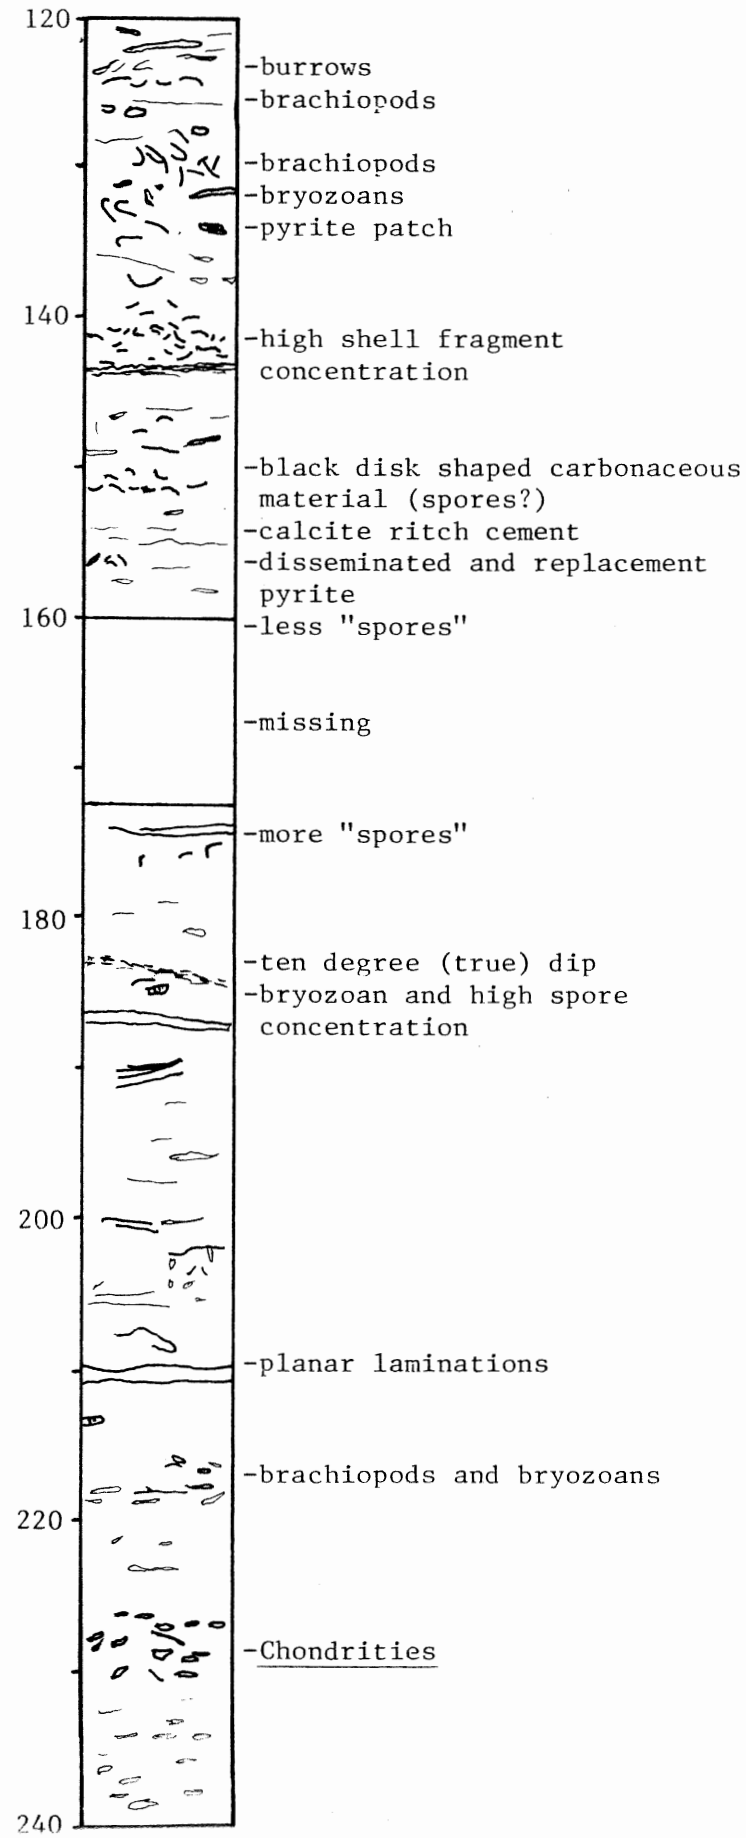 120
-burrows
-brachiopods
-brachiopods
-bryozoans
-pyrite patch
140
-high shell fragment
concentration
-black disk shaped carbonaceous
material (spores?)
-calcite ritch cement
-disseminated and replacement
pyrite
160
-less "spores"
-missing
-more "spores"
180
-ten degree (true) dip
-bryozoan and high spore
concentration
200
-planar laminations
-brachiopods and bryozoans
220
-Chondrities
240